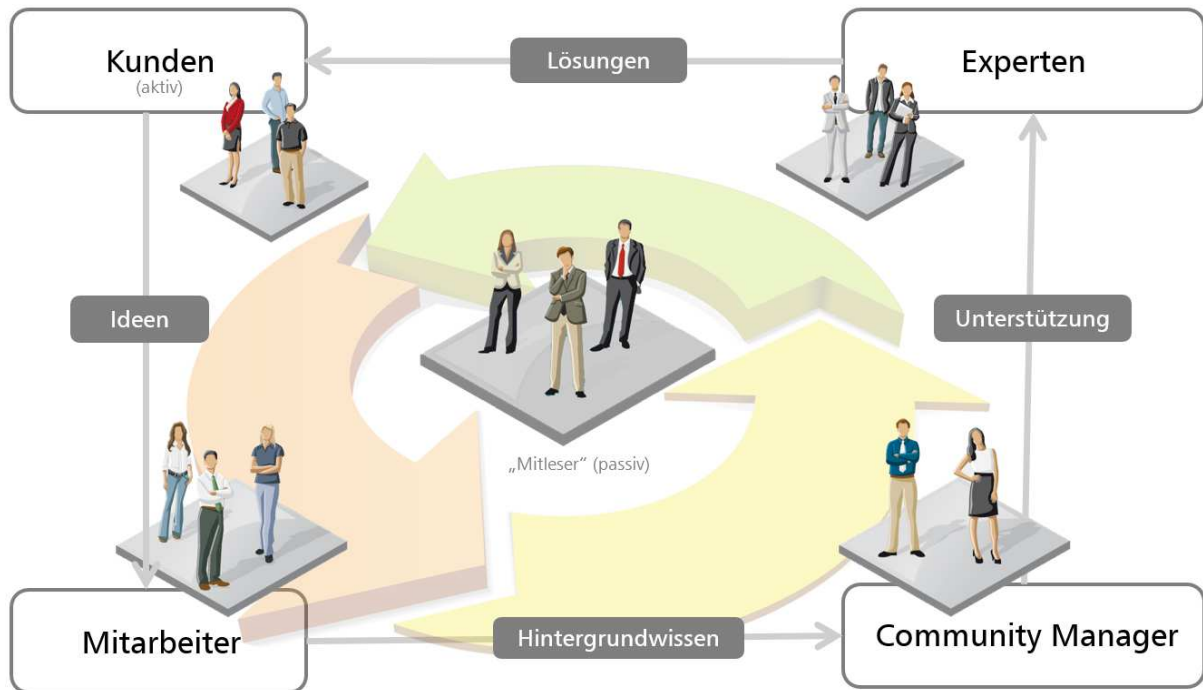 Kunden
(aktiv)
Lösungen
Experten
Ideen
Unterstützung
„Mitleser“ (passiv)
Mitarbeiter
Hintergrundwissen
Community Manager